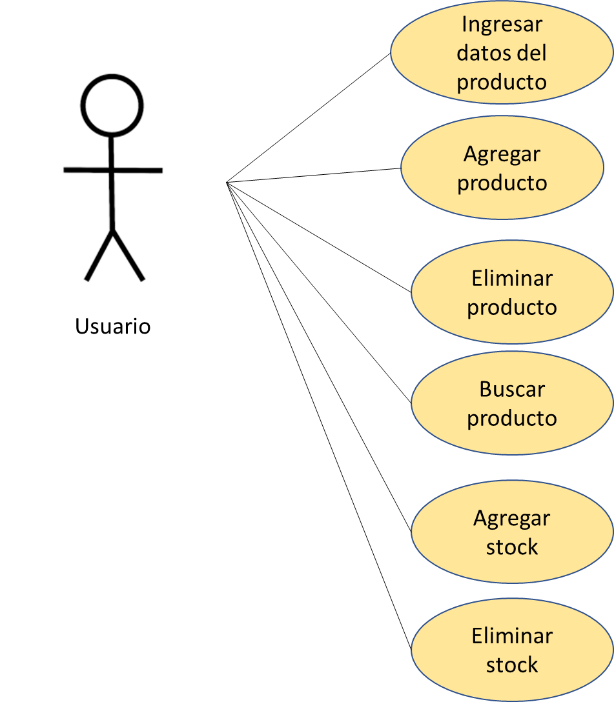 Ingresar
datos del
producto
Agregar
producto
Eliminar
producto
Usuario
Buscar
producto
Agregar
stock
Eliminar
stock